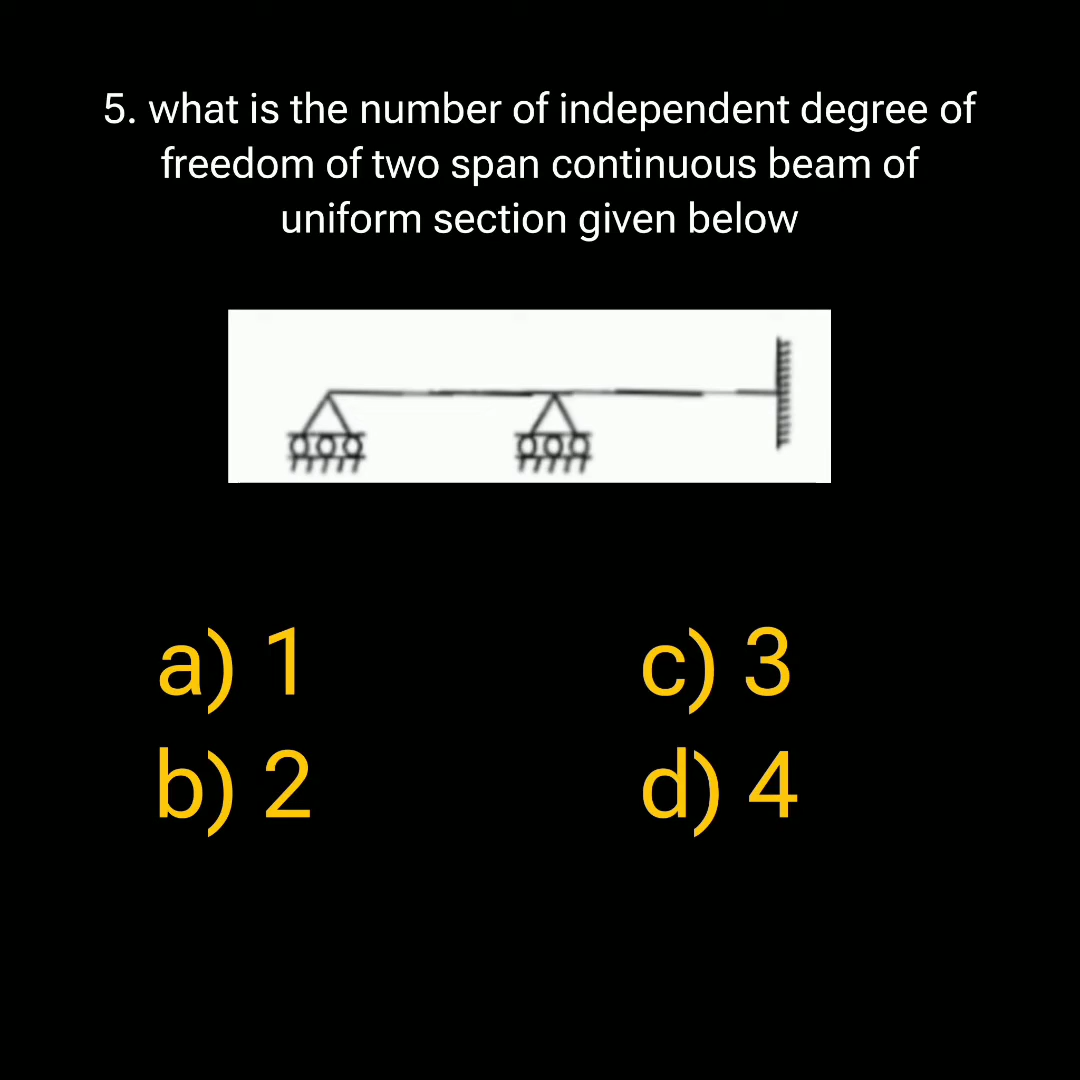 5. what is the number of independent degree of
freedom of two span continuous beam of
uniform section given below
a) 1
c) 3
b) 2
d) 4